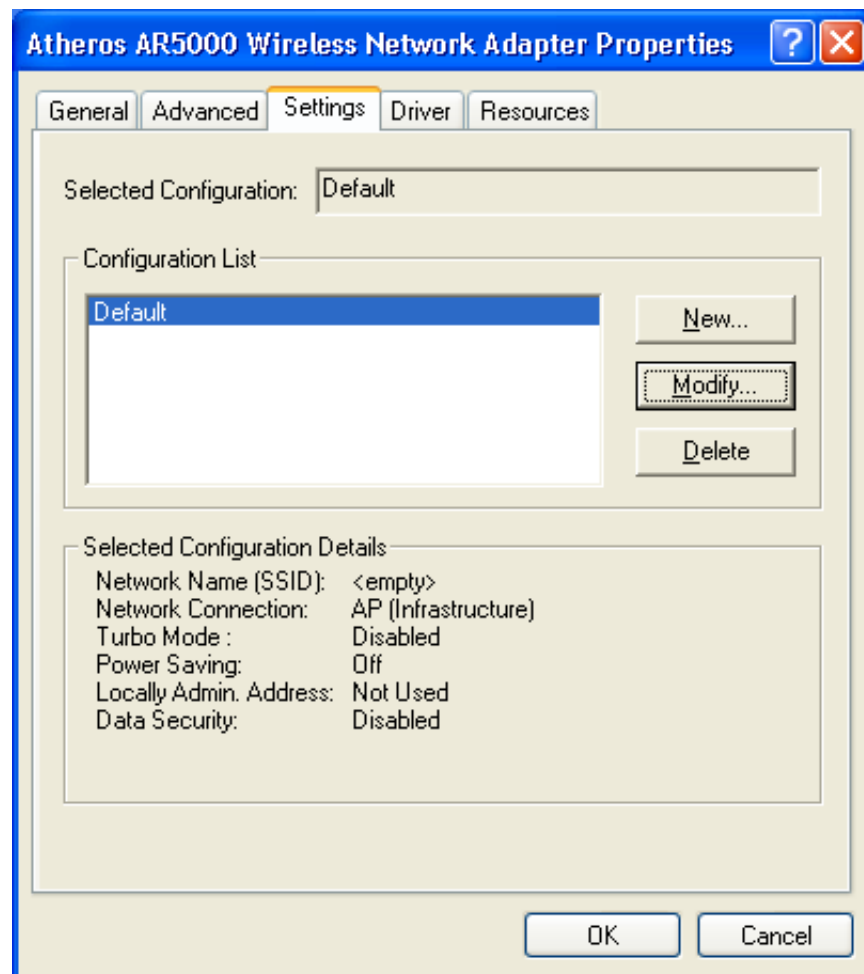 Atheros AR5000 Wireless Network Adapter Properties
General Advanced Settings Driver Resources
Selected Configuration: Default
Configuration List
Default
New...
Modify...
Delete
Selected Configuration Details
Network Name (SSID): <empty>
Network Connection: AP (Infrastructure)
Turbo Mode : Disabled
Power Saving: Off
Locally Admin. Address: Not Used
Data Security: Disabled
OK Cancel